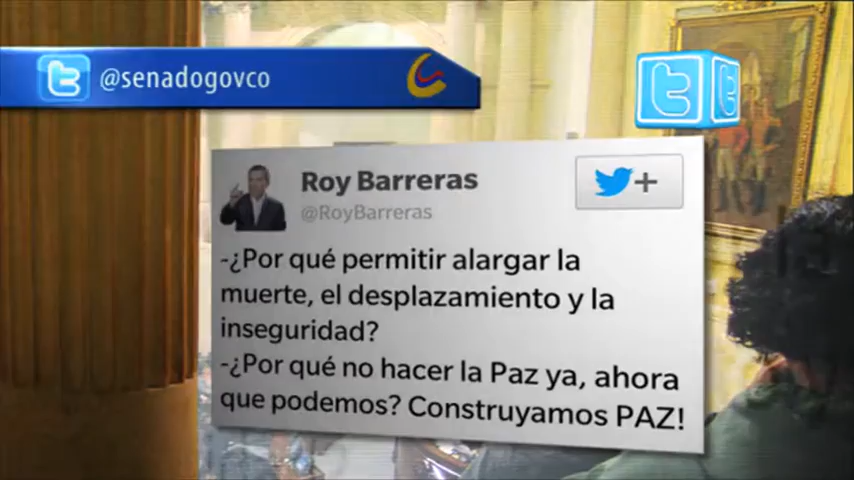 @senadogovco
Roy Barreras
@RoyBarreras
-¿Por qué permitir alargar la
muerte, el desplazamiento y la
inseguridad?
-¿Por qué no hacer la Paz ya, ahora
que podemos? Construyamos PAZ!